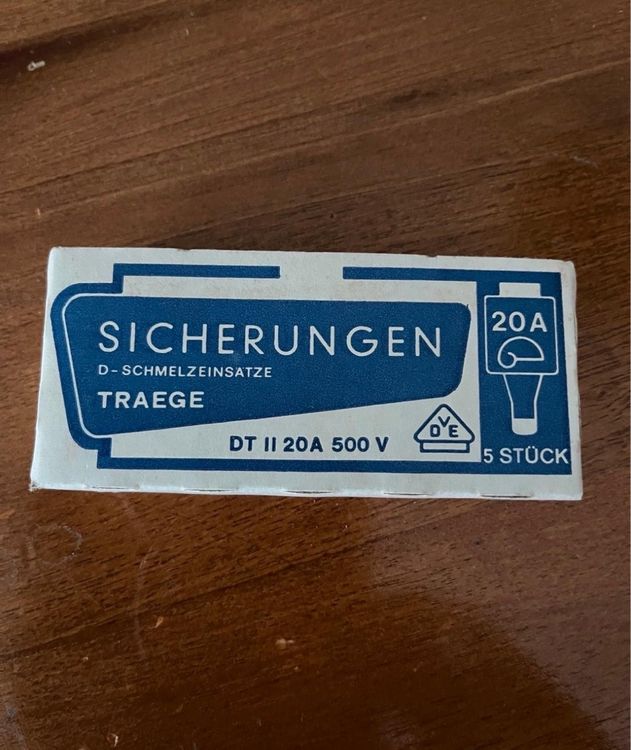 SICHERUNGEN
D-SCHMELZEINSATZE
TRAEGE
DT II 20A 500 V
VDE
20A
5 STÜCK